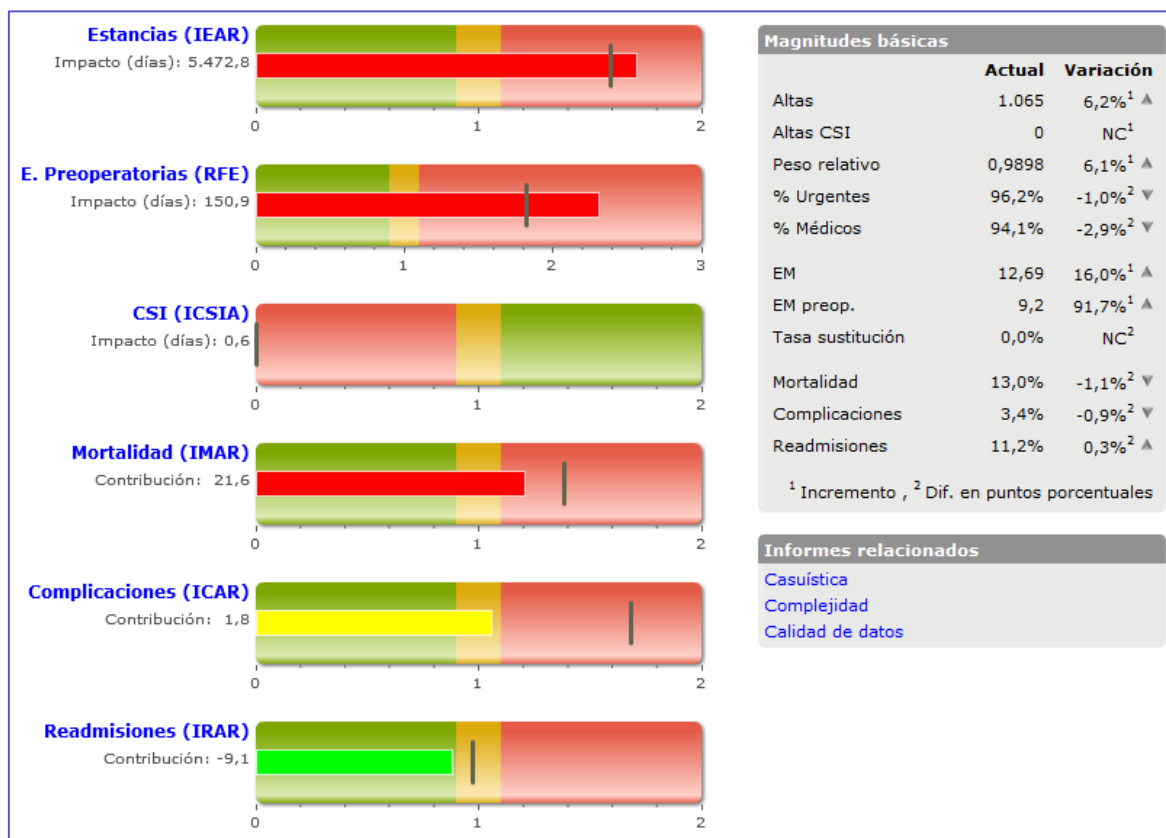 Estancias (IEAR)
Impacto (días): 5.472,8
0 1 2
E. Preoperatorias (RFE)
Impacto (días): 150,9
0 1 2 3
CSI (ICSIA)
Impacto (días): 0,6
0 1 2
Mortalidad (IMAR)
Contribución: 21,6
0 1 2
Complicaciones (ICAR)
Contribución: 1,8
0 1 2
Readmisiones (IRAR)
Contribución: -9,1
0 1 2
Magnitudes básicas
Actual Variación
Altas 1.065 6,2%¹ ▲
Altas CSI 0 NC¹
Peso relativo 0,9898 6,1%¹ ▲
% Urgentes 96,2% -1,0%² ▼
% Médicos 94,1% -2,9%² ▼
EM 12,69 16,0%¹ ▲
EM preop. 9,2 91,7%¹ ▲
Tasa sustitución 0,0% NC²
Mortalidad 13,0% -1,1%² ▼
Complicaciones 3,4% -0,9%² ▼
Readmisiones 11,2% 0,3%² ▲
¹ Incremento , ² Dif. en puntos porcentuales
Informes relacionados
Casuística
Complejidad
Calidad de datos